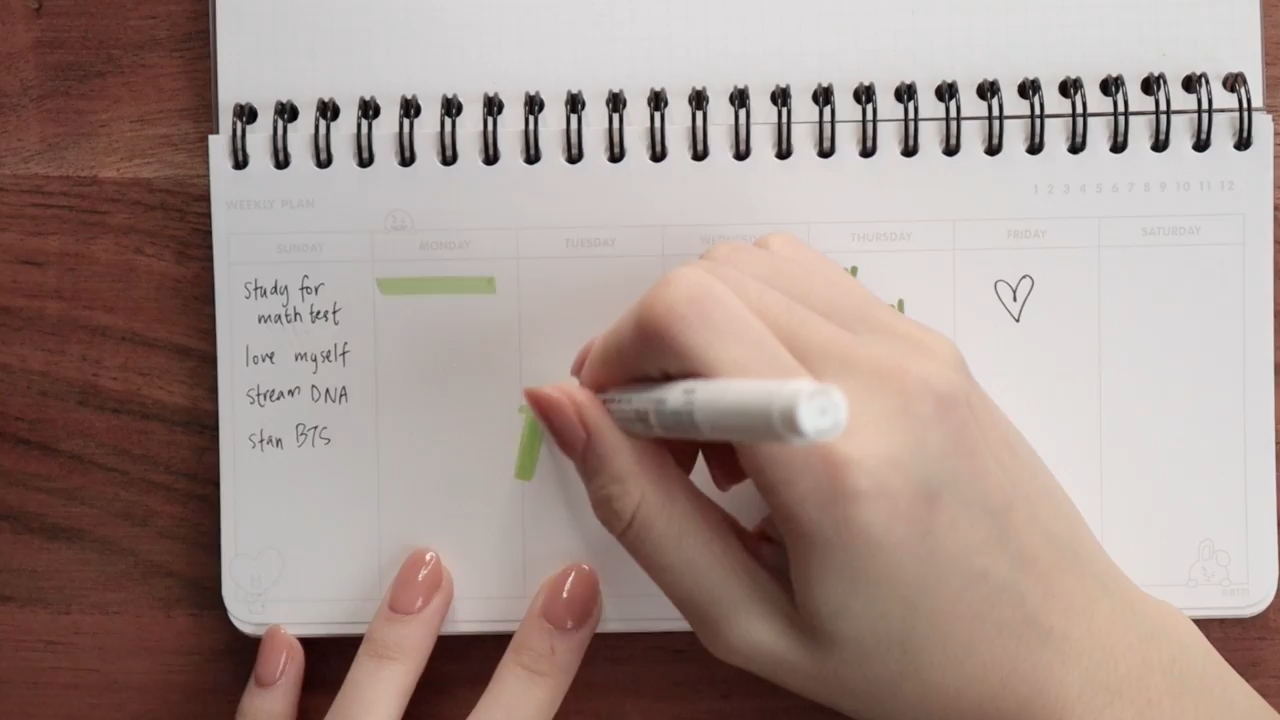 1 2 3 4 5 6 7 8 9 10 11 12
WEEKLY PLAN
SUNDAY MONDAY TUESDAY WEDNESDAY THURSDAY FRIDAY SATURDAY
study for
math test
love myself
stream DNA
stan BTS